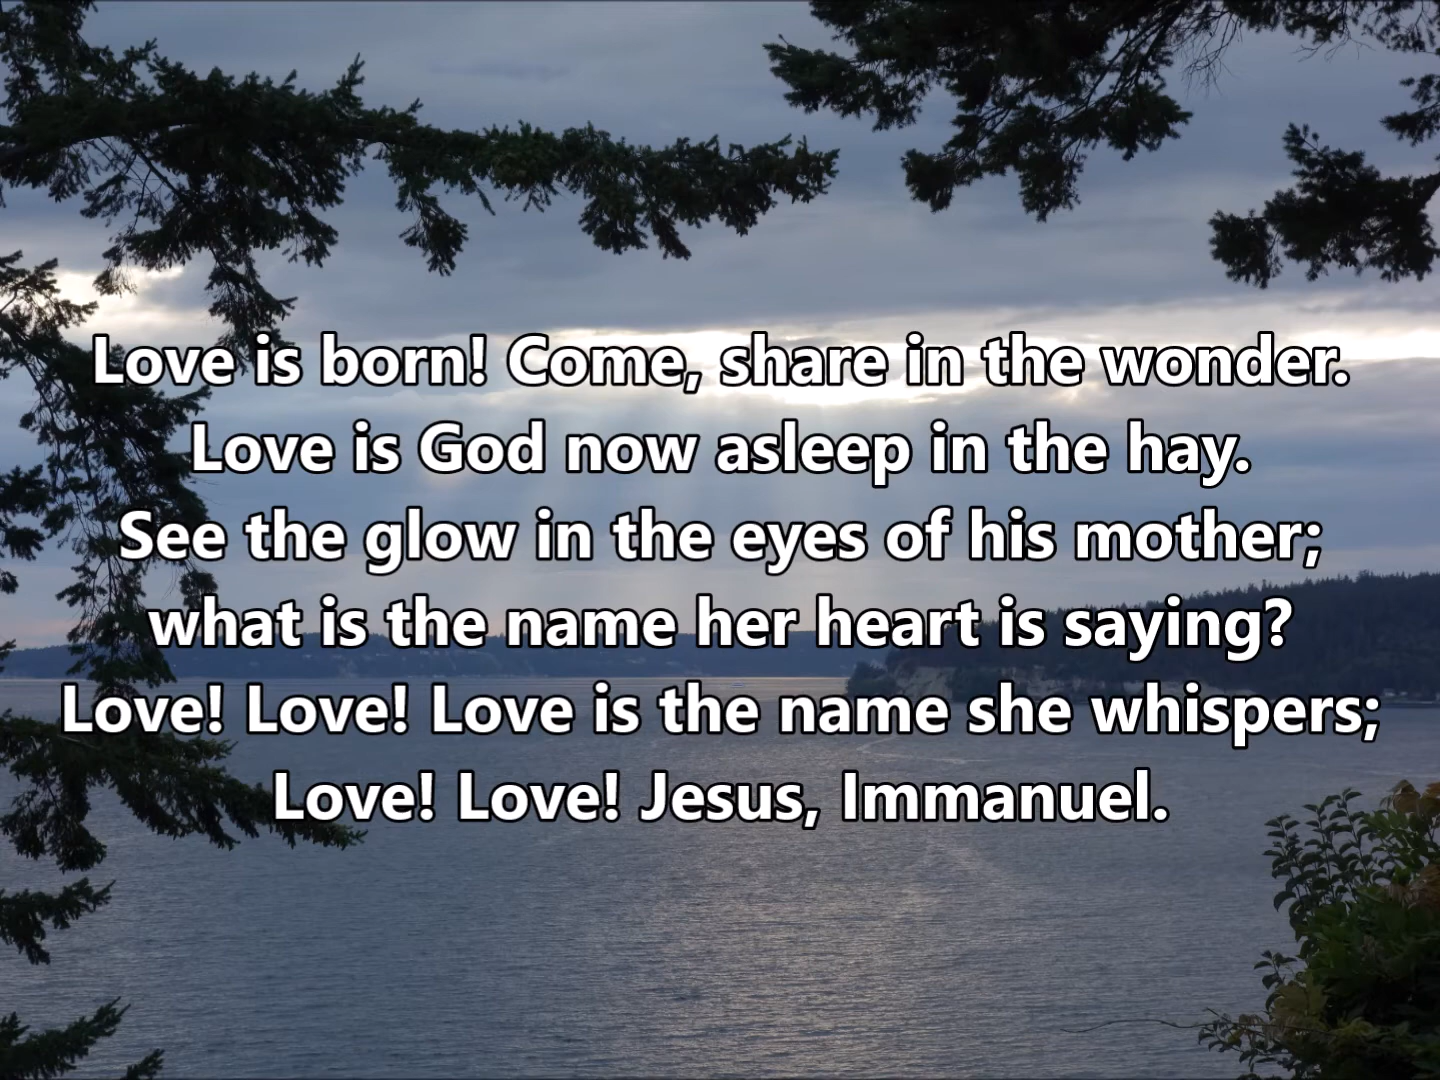 Love is born! Come, share in the wonder.
Love is God now asleep in the hay.
See the glow in the eyes of his mother;
what is the name her heart is saying?
Love! Love! Love is the name she whispers;
Love! Love! Jesus, Immanuel.